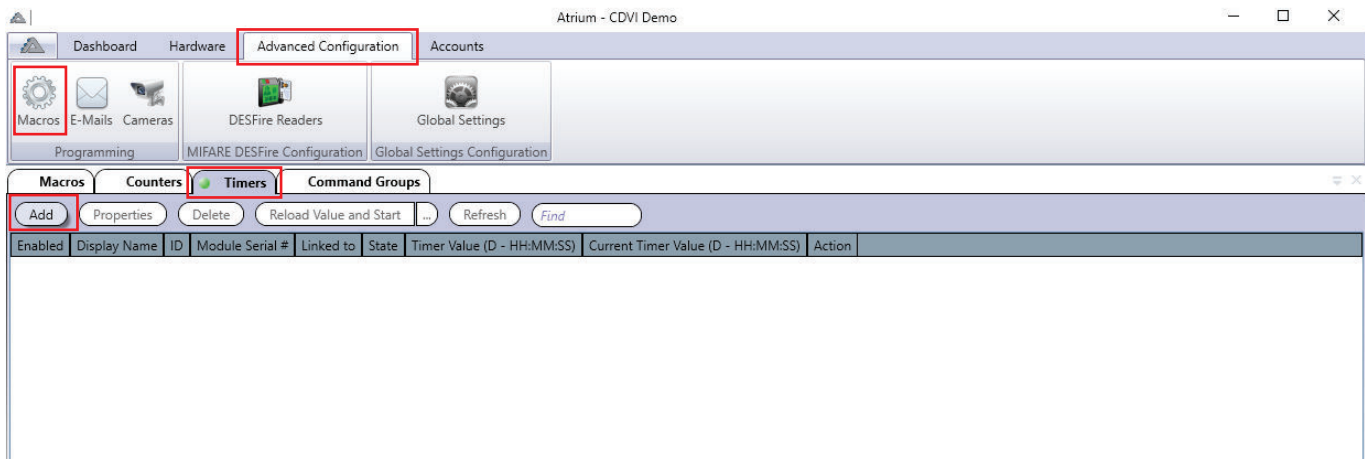 Atrium - CDVI Demo
Dashboard Hardware Advanced Configuration Accounts
Macros E-Mails Cameras DESFire Readers Global Settings
Programming MIFARE DESFire Configuration Global Settings Configuration
Macros Counters Timers Command Groups
Add Properties Delete Reload Value and Start ... Refresh Find
Enabled Display Name ID Module Serial # Linked to State Timer Value (D - HH:MM:SS) Current Timer Value (D - HH:MM:SS) Action